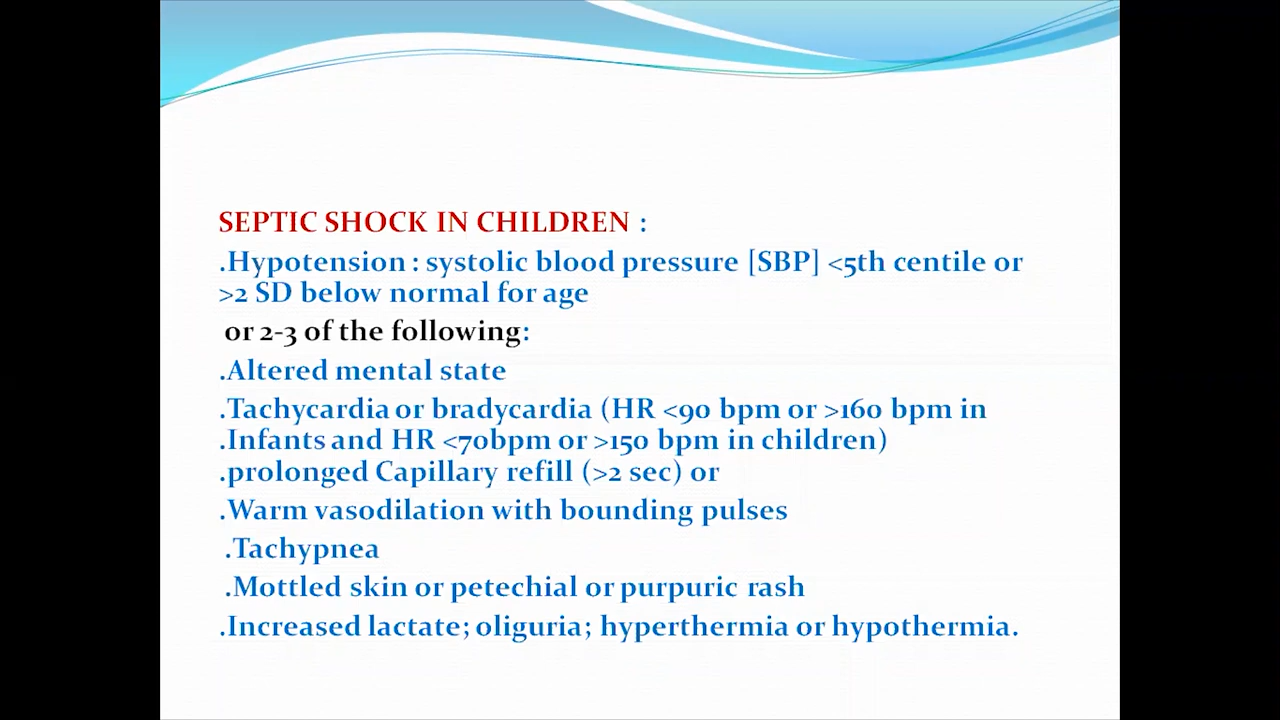 SEPTIC SHOCK IN CHILDREN :
.Hypotension : systolic blood pressure [SBP] <5th centile or
>2 SD below normal for age
or 2-3 of the following:
.Altered mental state
.Tachycardia or bradycardia (HR <90 bpm or >160 bpm in
.Infants and HR <70bpm or >150 bpm in children)
.prolonged Capillary refill (>2 sec) or
.Warm vasodilation with bounding pulses
.Tachypnea
.Mottled skin or petechial or purpuric rash
.Increased lactate; oliguria; hyperthermia or hypothermia.